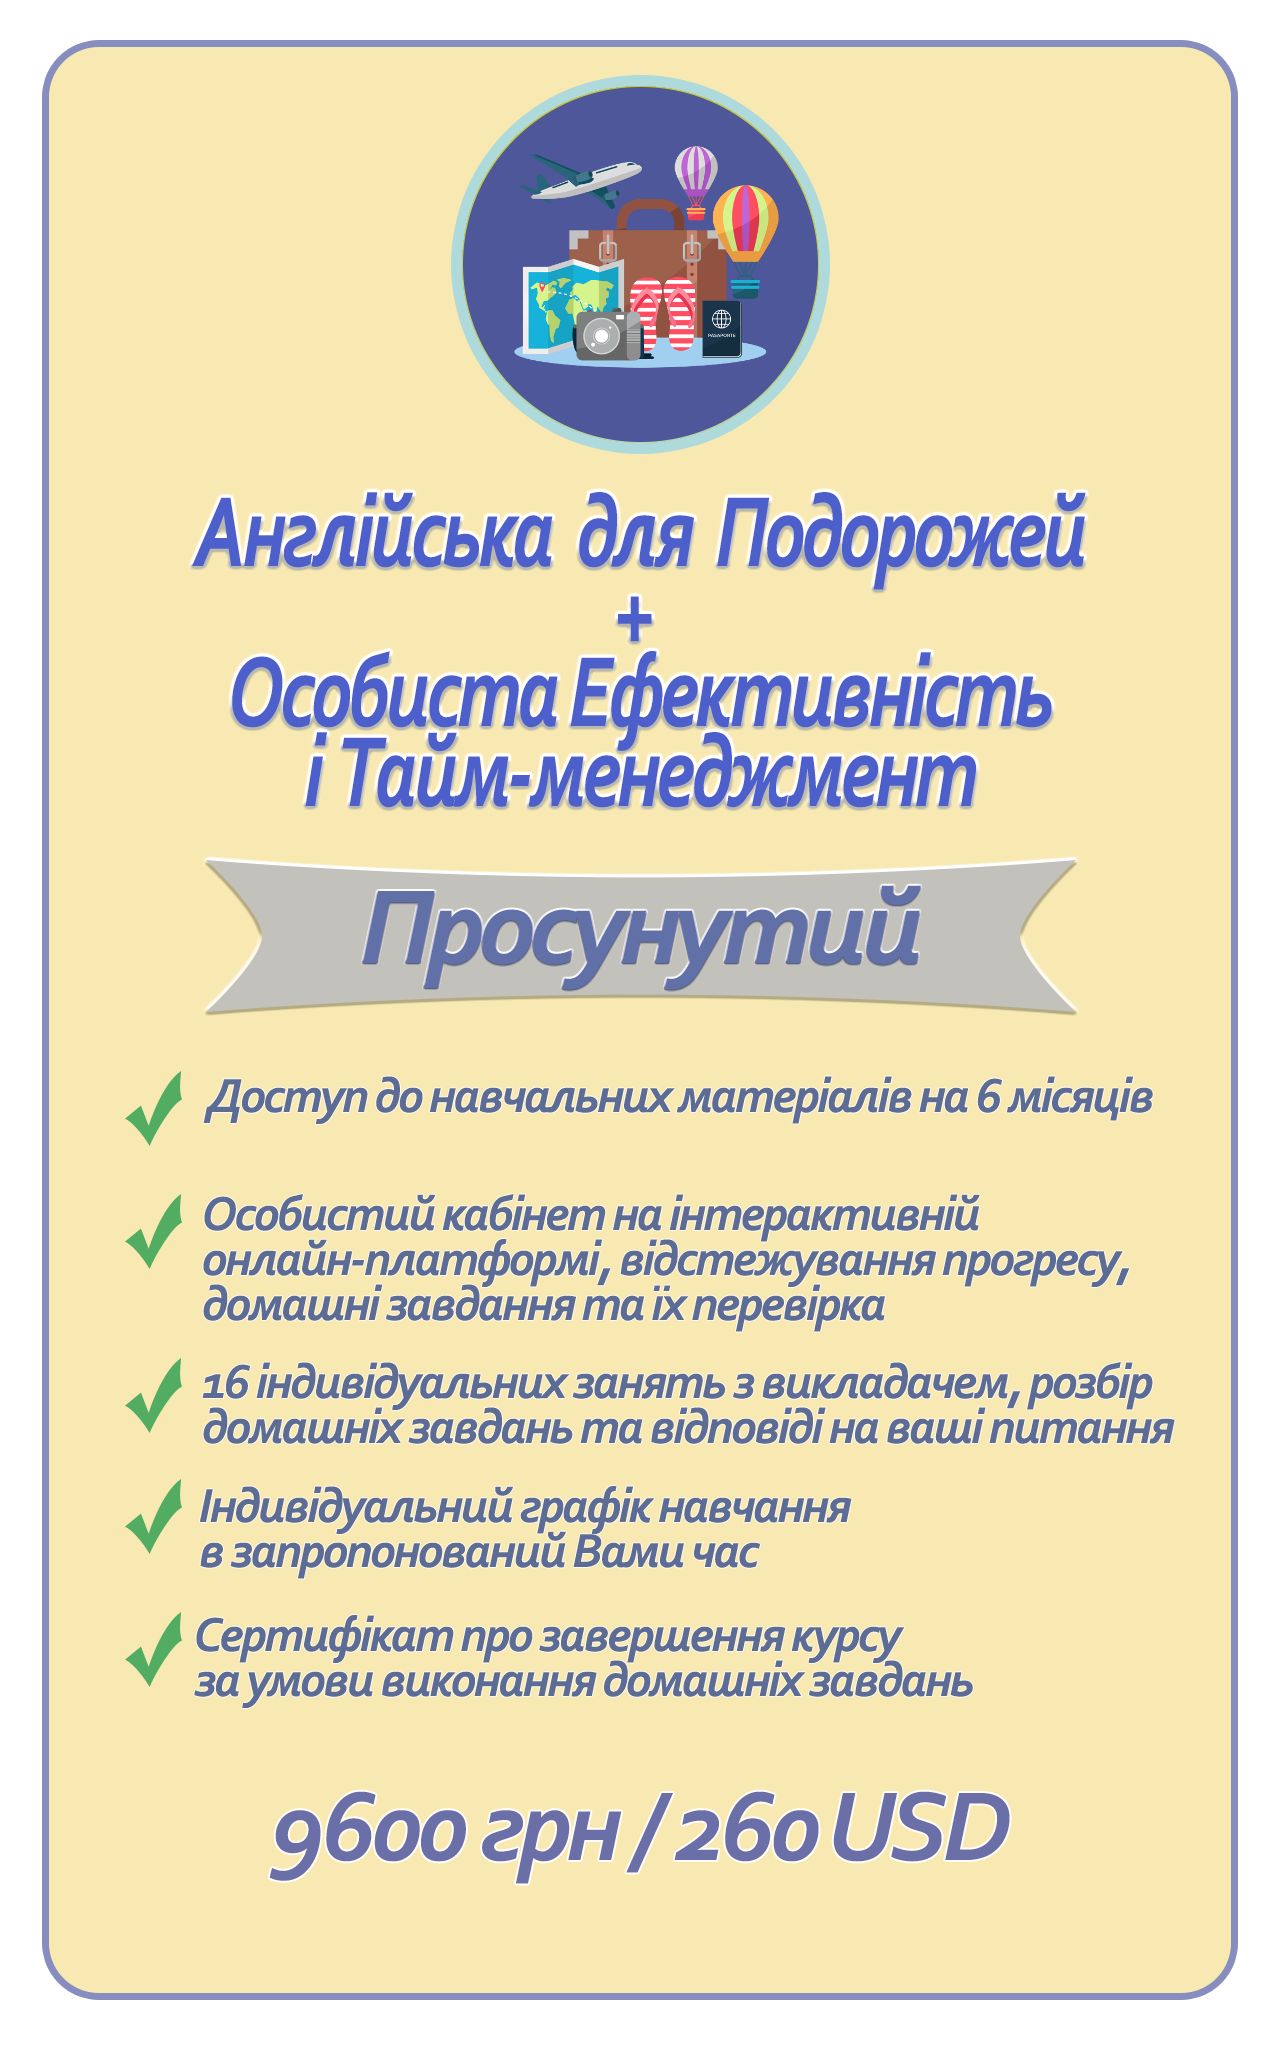 PASAPORTE
Англійська для Подорожей
+
Особиста Ефективність
і Тайм-менеджмент
Просунутий
Доступ до навчальних матеріалів на 6 місяців
Особистий кабінет на інтерактивній
онлайн-платформі, відстежування прогресу,
домашні завдання та їх перевірка
16 індивідуальних занять з викладачем, розбір
домашніх завдань та відповіді на ваші питання
Індивідуальний графік навчання
в запропонований Вами час
Сертифікат про завершення курсу
за умови виконання домашніх завдань
9600 грн / 260 USD